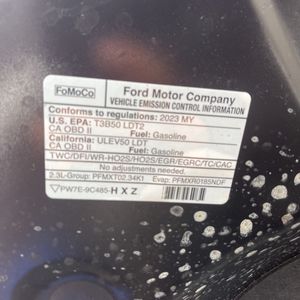 FoMoCo
Ford Motor Company
VEHICLE EMISSION CONTROL INFORMATION
Conforms to regulations: 2023 MY
U.S. EPA: T3B50 LDT2
CA OBD II Fuel: Gasoline
California: ULEV50 LDT
CA OBD II Fuel: Gasoline
TWC/DFI/WR-HO2S/HO2S/EGR/EGRC/TC/CAC
No adjustments needed.
2.3L-Group: PFMXT02.34K1 Evap: PFMXR0185NDF
PW7E-9C485-H X Z